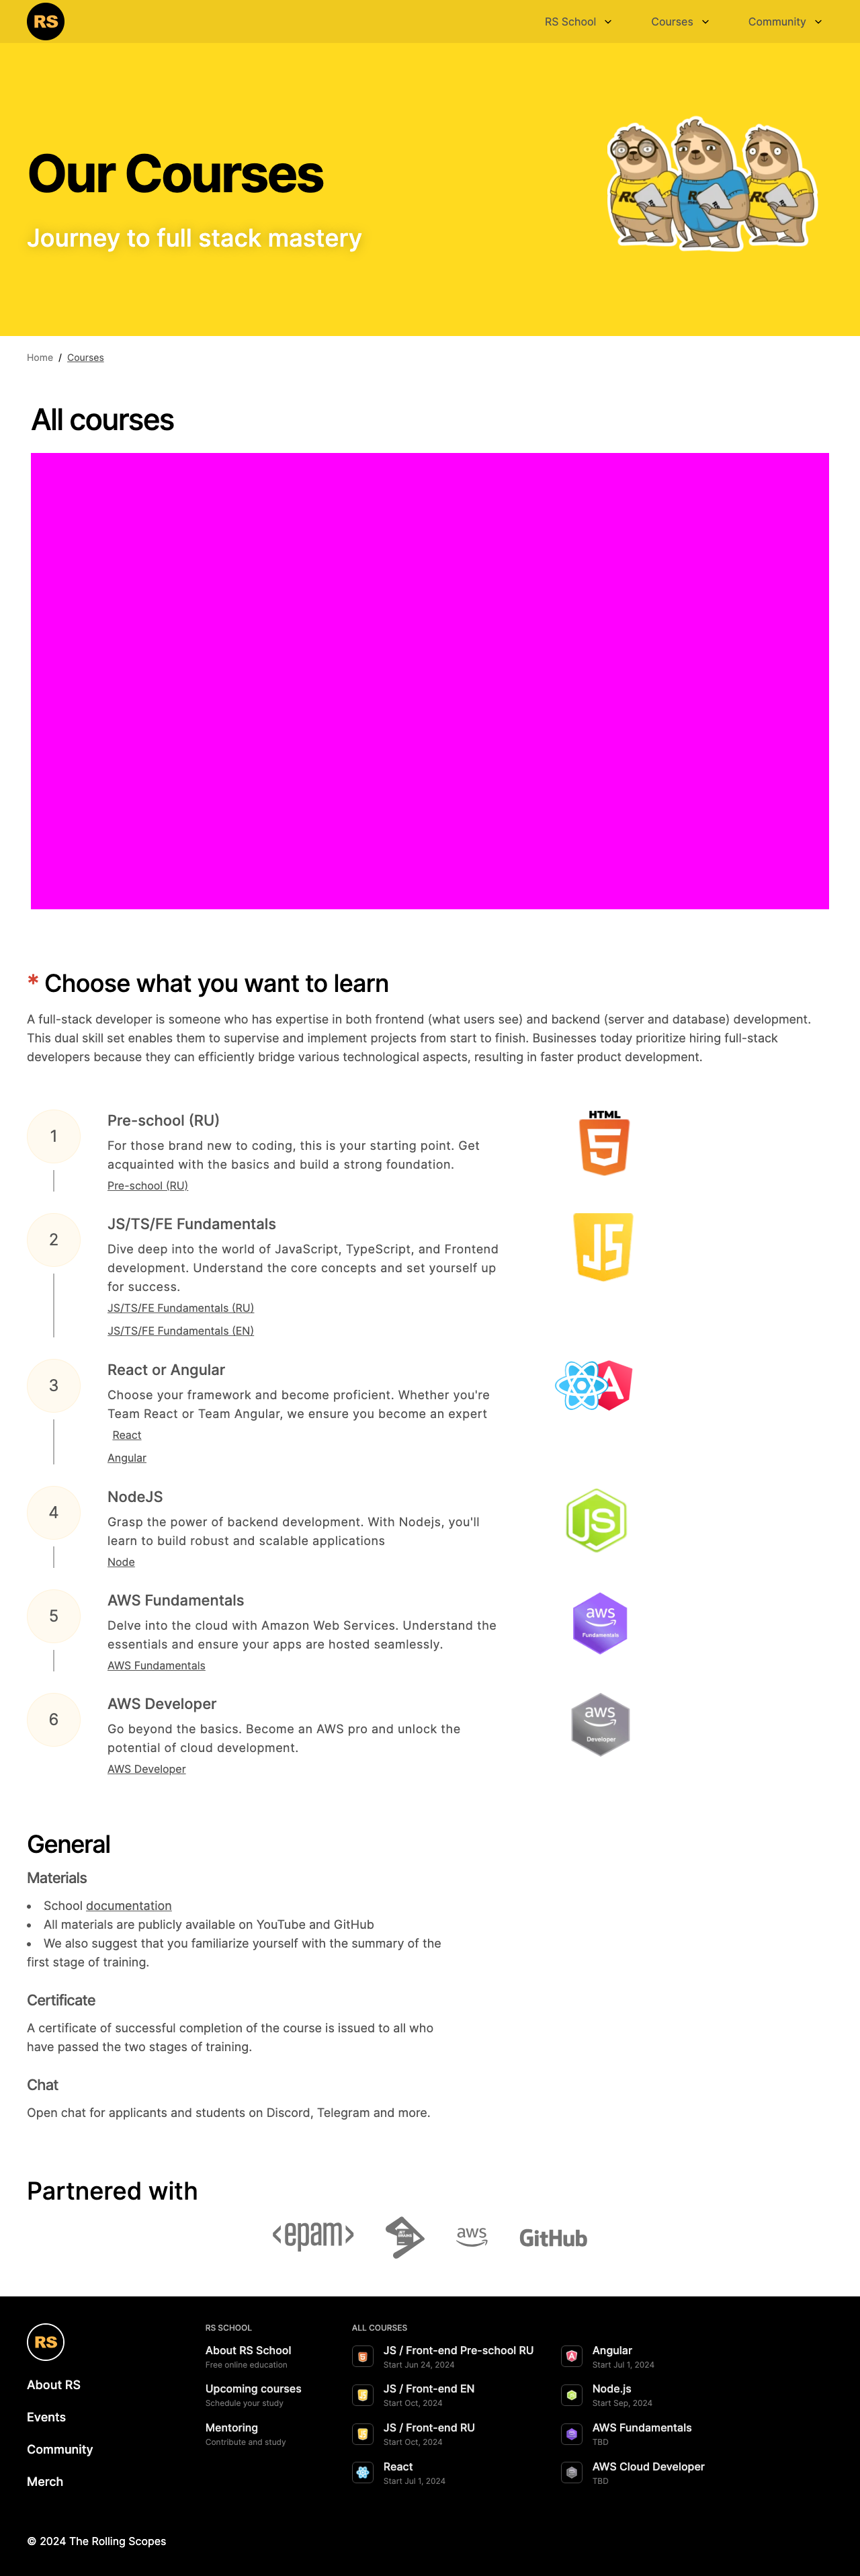 RS
RS School
Courses
Community
Our Courses
Journey to full stack mastery
Home / Courses
All courses
* Choose what you want to learn
A full-stack developer is someone who has expertise in both frontend (what users see) and backend (server and database) development.
This dual skill set enables them to supervise and implement projects from start to finish. Businesses today prioritize hiring full-stack
developers because they can efficiently bridge various technological aspects, resulting in faster product development.
1
Pre-school (RU)
For those brand new to coding, this is your starting point. Get
acquainted with the basics and build a strong foundation.
Pre-school (RU)
HTML
5
2
JS/TS/FE Fundamentals
Dive deep into the world of JavaScript, TypeScript, and Frontend
development. Understand the core concepts and set yourself up
for success.
JS/TS/FE Fundamentals (RU)
JS/TS/FE Fundamentals (EN)
JS
3
React or Angular
Choose your framework and become proficient. Whether you're
Team React or Team Angular, we ensure you become an expert
React
Angular
A
4
NodeJS
Grasp the power of backend development. With Nodejs, you'll
learn to build robust and scalable applications
Node
JS
5
AWS Fundamentals
Delve into the cloud with Amazon Web Services. Understand the
essentials and ensure your apps are hosted seamlessly.
AWS Fundamentals
aws
Fundamentals
6
AWS Developer
Go beyond the basics. Become an AWS pro and unlock the
potential of cloud development.
AWS Developer
aws
Developer
General
Materials
• School documentation
• All materials are publicly available on YouTube and GitHub
• We also suggest that you familiarize yourself with the summary of the
first stage of training.
Certificate
A certificate of successful completion of the course is issued to all who
have passed the two stages of training.
Chat
Open chat for applicants and students on Discord, Telegram and more.
Partnered with
<epam>
aws
GitHub
RS
About RS
Events
Community
Merch
RS SCHOOL
About RS School
Free online education
Upcoming courses
Schedule your study
Mentoring
Contribute and study
ALL COURSES
JS / Front-end Pre-school RU
Start Jun 24, 2024
JS / Front-end EN
Start Oct, 2024
JS / Front-end RU
Start Oct, 2024
React
Start Jul 1, 2024
Angular
Start Jul 1, 2024
Node.js
Start Sep, 2024
AWS Fundamentals
TBD
AWS Cloud Developer
TBD
© 2024 The Rolling Scopes